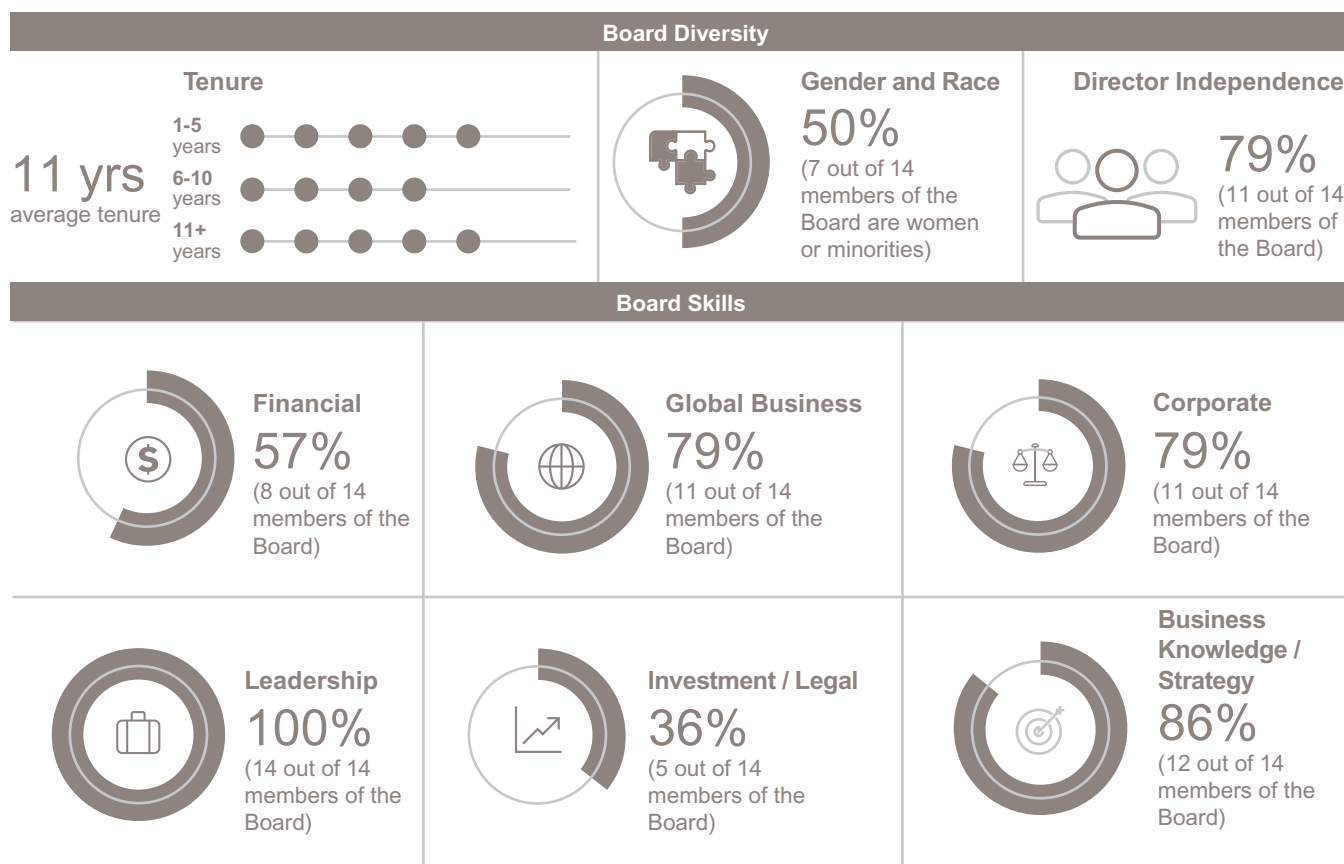 Board Diversity
Tenure
11 yrs
average tenure
1-5
years
6-10
years
11+
years
Gender and Race
50%
(7 out of 14
members of the
Board are women
or minorities)
Director Independence
79%
(11 out of 14
members of
the Board)
Board Skills
Financial
57%
(8 out of 14
members of the
Board)
$
Global Business
79%
(11 out of 14
members of the
Board)
Corporate
79%
(11 out of 14
members of the
Board)
Leadership
100%
(14 out of 14
members of the
Board)
Investment / Legal
36%
(5 out of 14
members of the
Board)
Business
Knowledge /
Strategy
86%
(12 out of 14
members of the
Board)